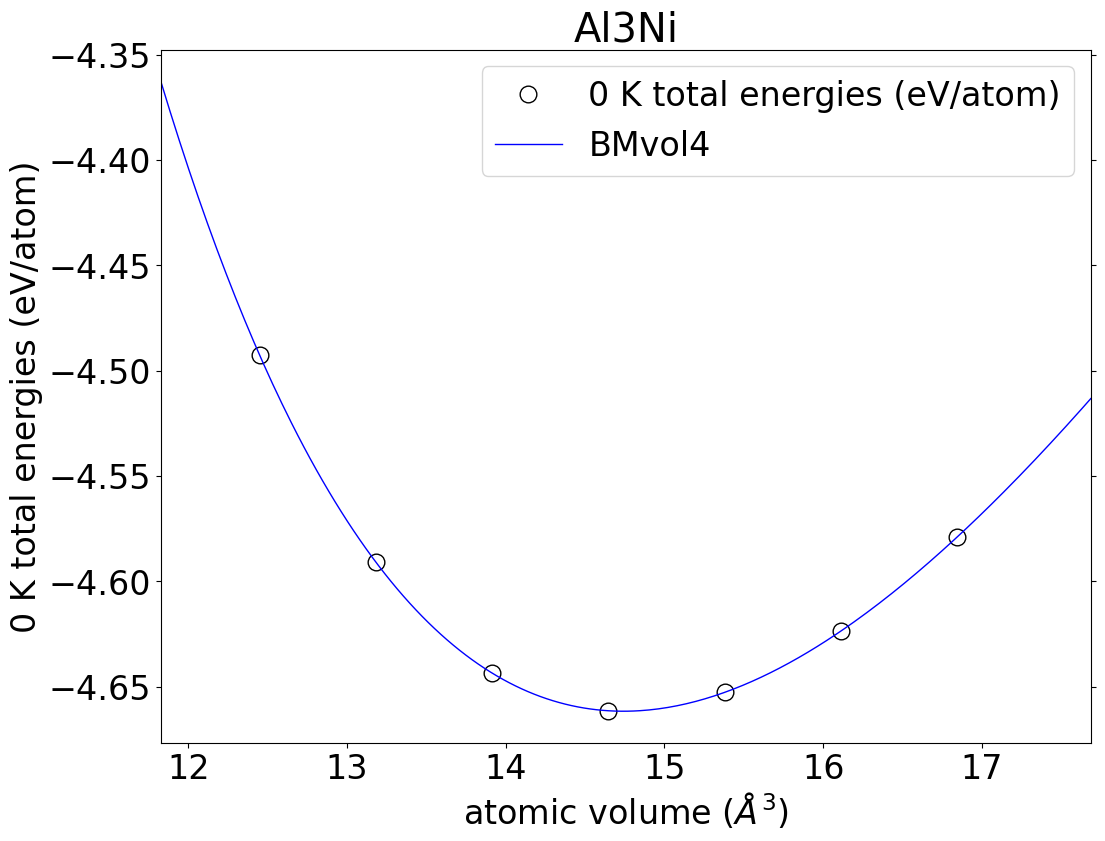 Al3Ni
0 K total energies (eV/atom)
BMvol4
−4.35
−4.40
−4.45
−4.50
−4.55
−4.60
−4.65
0 K total energies (eV/atom)
12 13 14 15 16 17
atomic volume (Å³)